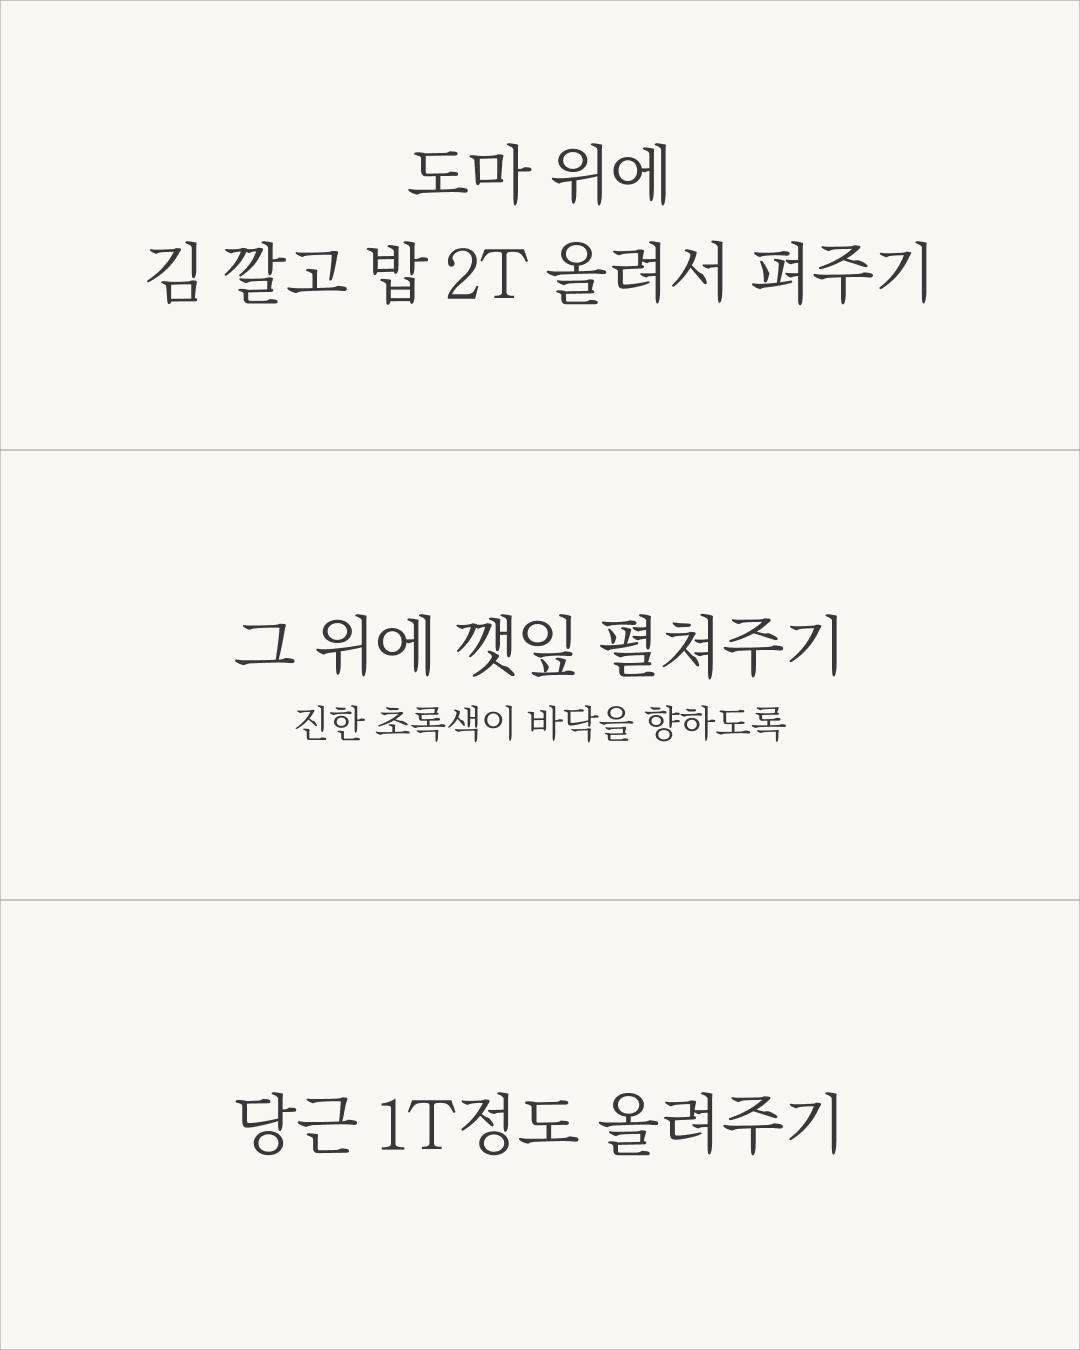 도마 위에
김 깔고 밥 2T 올려서 펴주기
그 위에 깻잎 펼쳐주기
진한 초록색이 바닥을 향하도록
당근 1T정도 올려주기